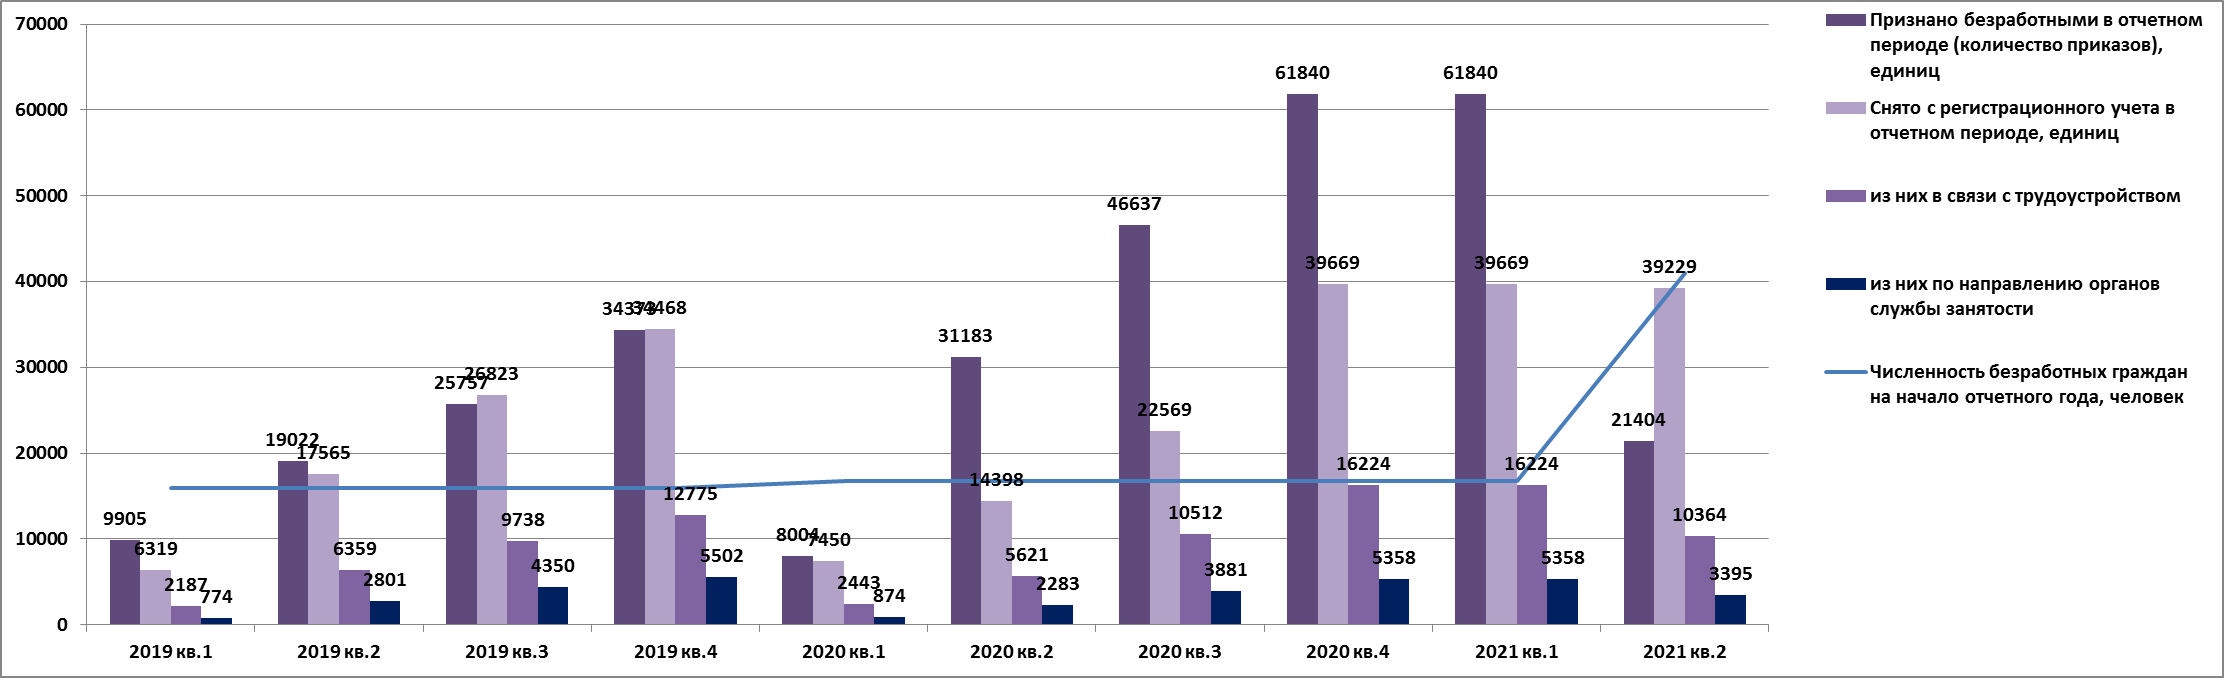 70000
60000
50000
40000
30000
20000
10000
0
9905
6319
2187
774
19022
17565
6359
2801
25757
26823
9738
4350
34373
34468
12775
5502
8004
7450
2443
874
31183
14398
5621
2283
46637
22569
10512
3881
61840
39669
16224
5358
61840
39669
16224
5358
21404
39229
10364
3395
2019 кв.1
2019 кв.2
2019 кв.3
2019 кв.4
2020 кв.1
2020 кв.2
2020 кв.3
2020 кв.4
2021 кв.1
2021 кв.2
Признано безработными в отчетном
периоде (количество приказов),
единиц
Снято с регистрационного учета в
отчетном периоде, единиц
из них в связи с трудоустройством
из них по направлению органов
службы занятости
Численность безработных граждан
на начало отчетного года, человек